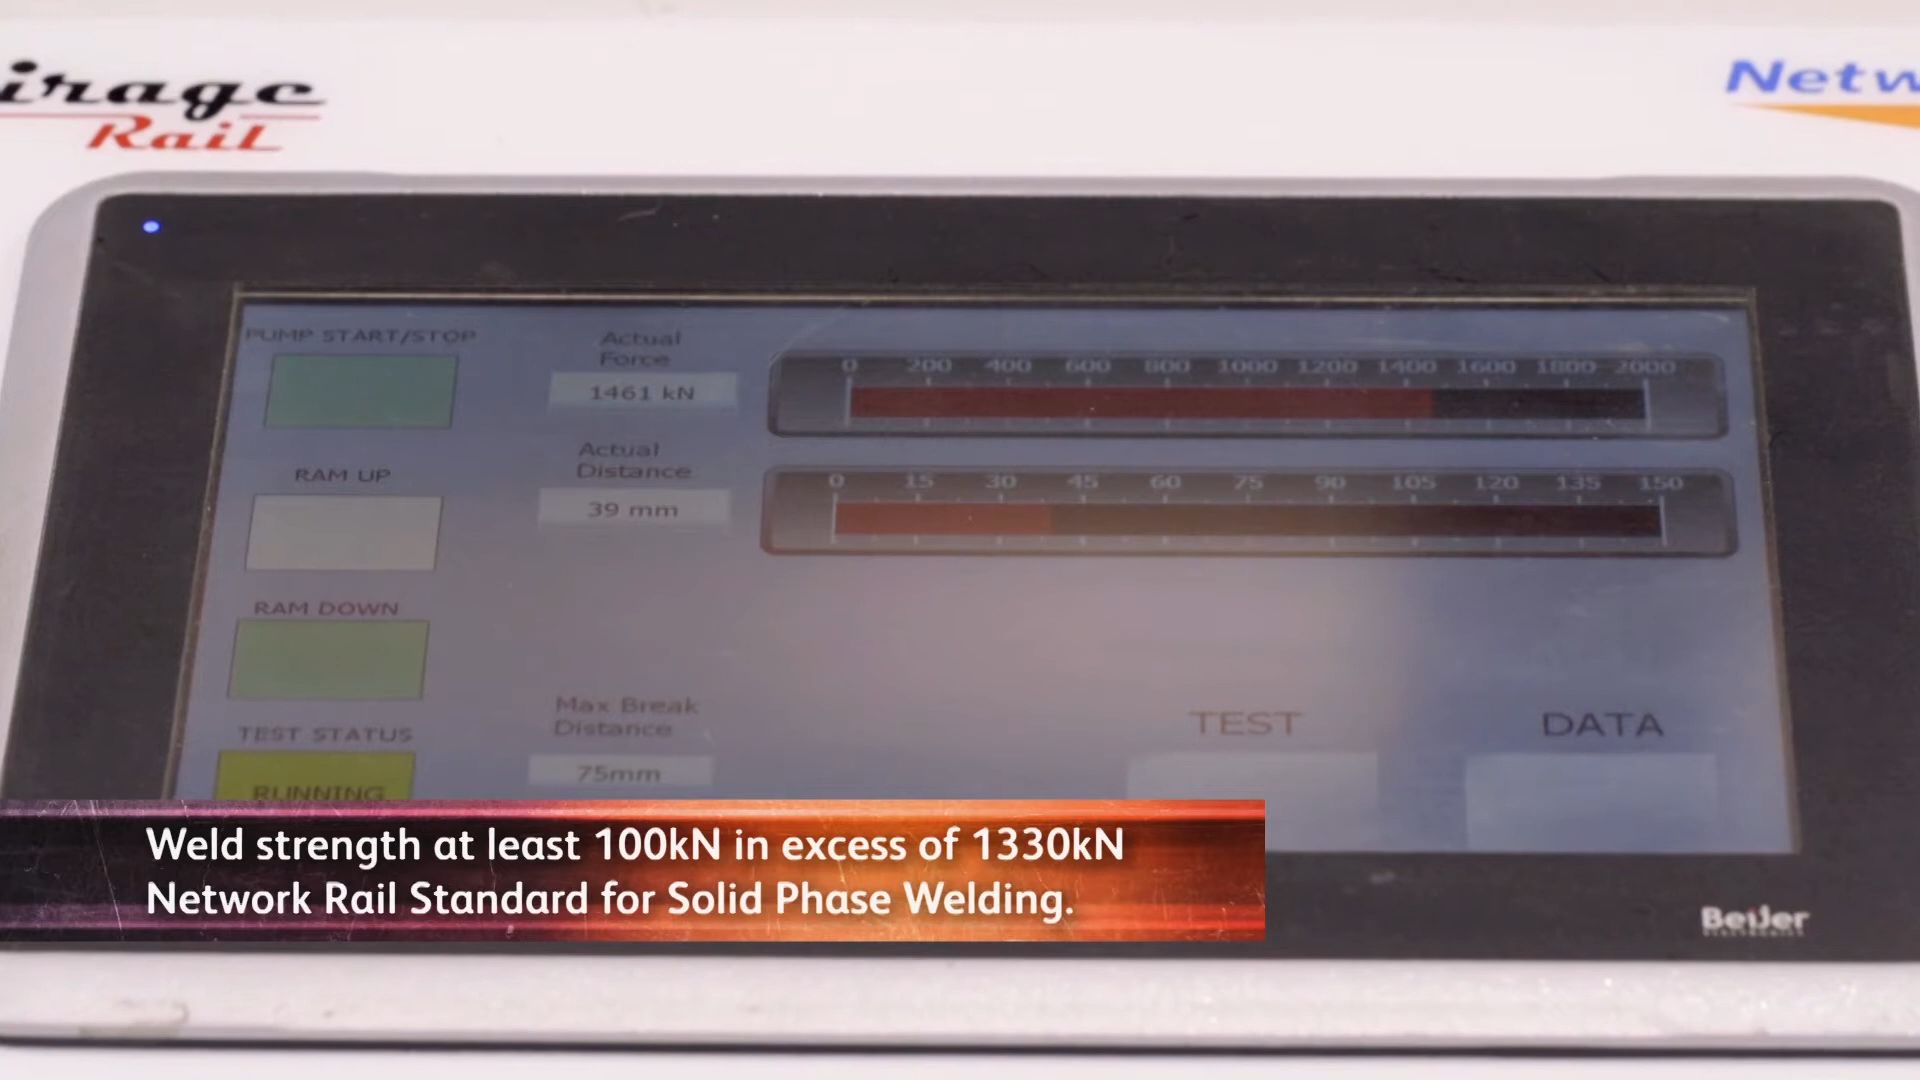 irage
Rail
Netw
PUMP START/STOP
Actual
Force
1461 kN
0 200 400 600 800 1000 1200 1400 1600 1800 2000
RAM UP
Actual
Distance
39 mm
0 15 30 45 60 75 90 105 120 135 150
RAM DOWN
Max Break
Distance
75mm
TEST STATUS
RUNNING
TEST
DATA
Weld strength at least 100kN in excess of 1330kN
Network Rail Standard for Solid Phase Welding.
Beijer
ELECTRONICS